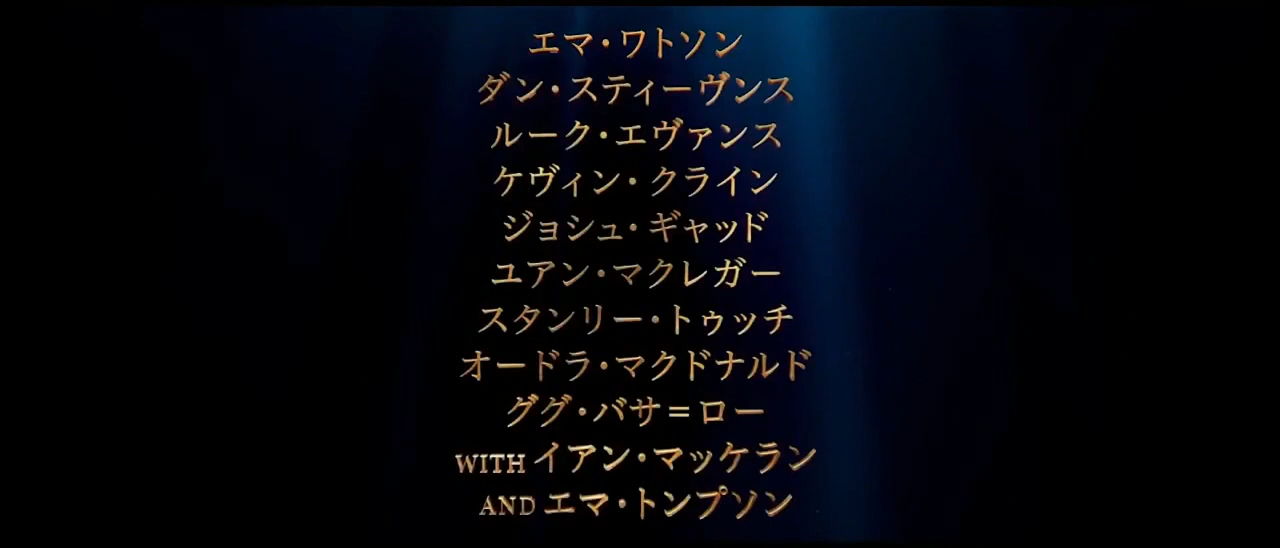 エマ・ワトソン
ダン・スティーヴンス
ルーク・エヴァンス
ケヴィン・クライン
ジョシュ・ギャッド
ユアン・マクレガー
スタンリー・トゥッチ
オードラ・マクドナルド
ググ・バサ=ロー
WITH イアン・マッケラン
AND エマ・トンプソン